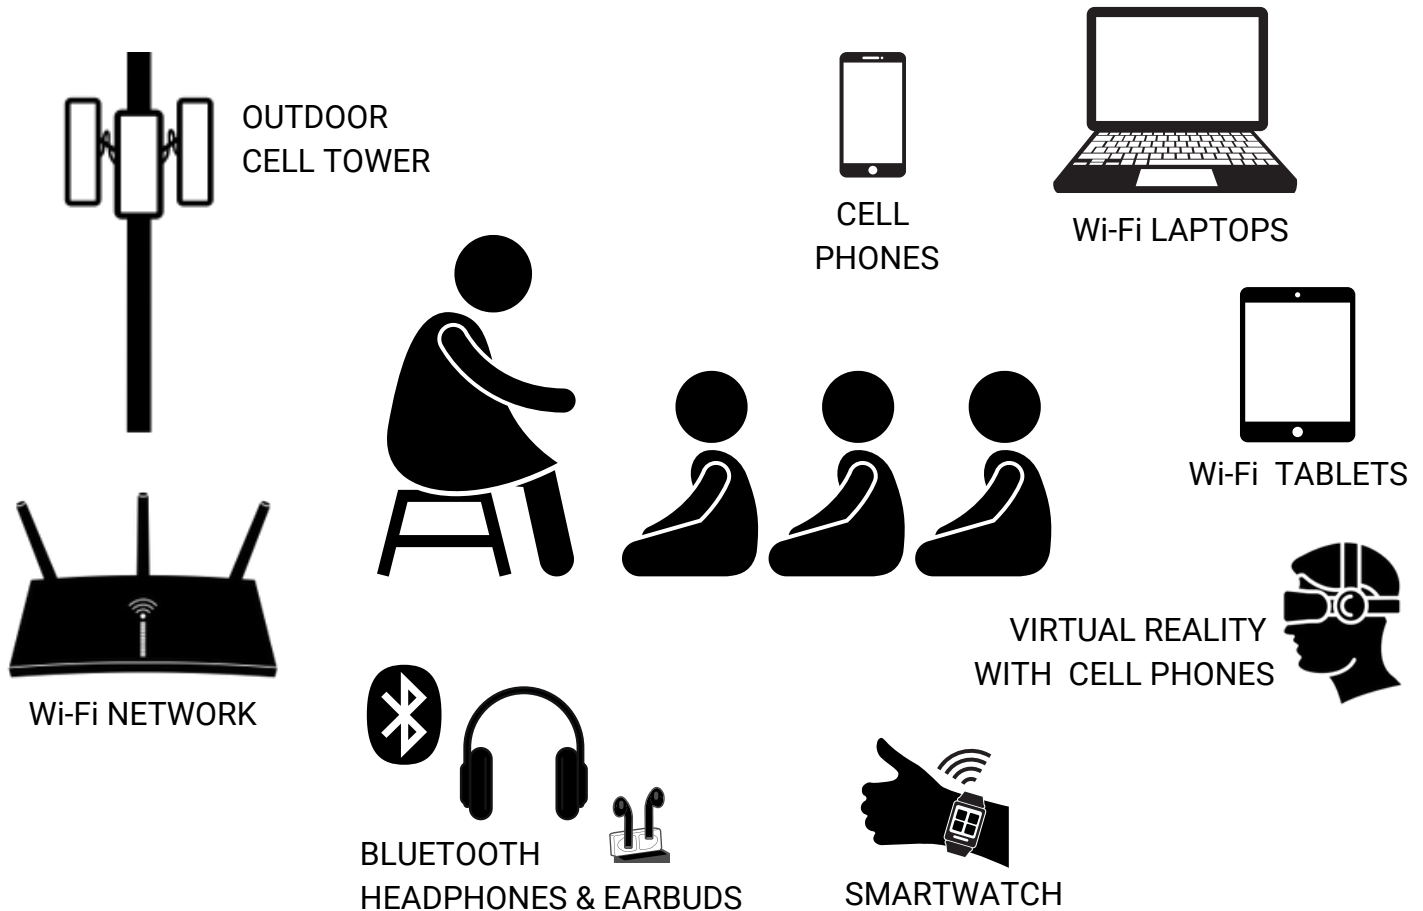 OUTDOOR
CELL TOWER
CELL
PHONES
Wi-Fi LAPTOPS
Wi-Fi TABLETS
VIRTUAL REALITY
WITH CELL PHONES
Wi-Fi NETWORK
BLUETOOTH
HEADPHONES & EARBUDS
SMARTWATCH